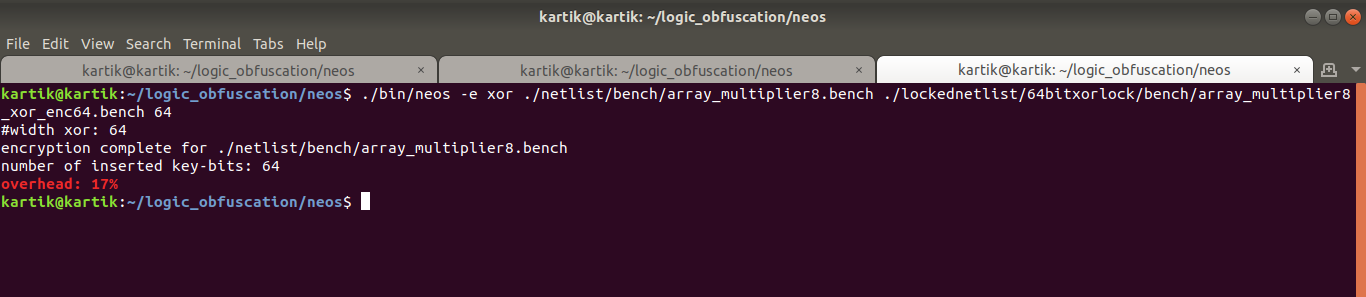 kartik@kartik: ~/logic_obfuscation/neos
File Edit View Search Terminal Tabs Help
kartik@kartik: ~/logic_obfuscation/neos × kartik@kartik: ~/logic_obfuscation/neos × kartik@kartik: ~/logic_obfuscation/neos ×
kartik@kartik:~/logic_obfuscation/neos$ ./bin/neos -e xor ./netlist/bench/array_multiplier8.bench ./lockednetlist/64bitxorlock/bench/array_multiplier8
_xor_enc64.bench 64
#width xor: 64
encryption complete for ./netlist/bench/array_multiplier8.bench
number of inserted key-bits: 64
overhead: 17%
kartik@kartik:~/logic_obfuscation/neos$